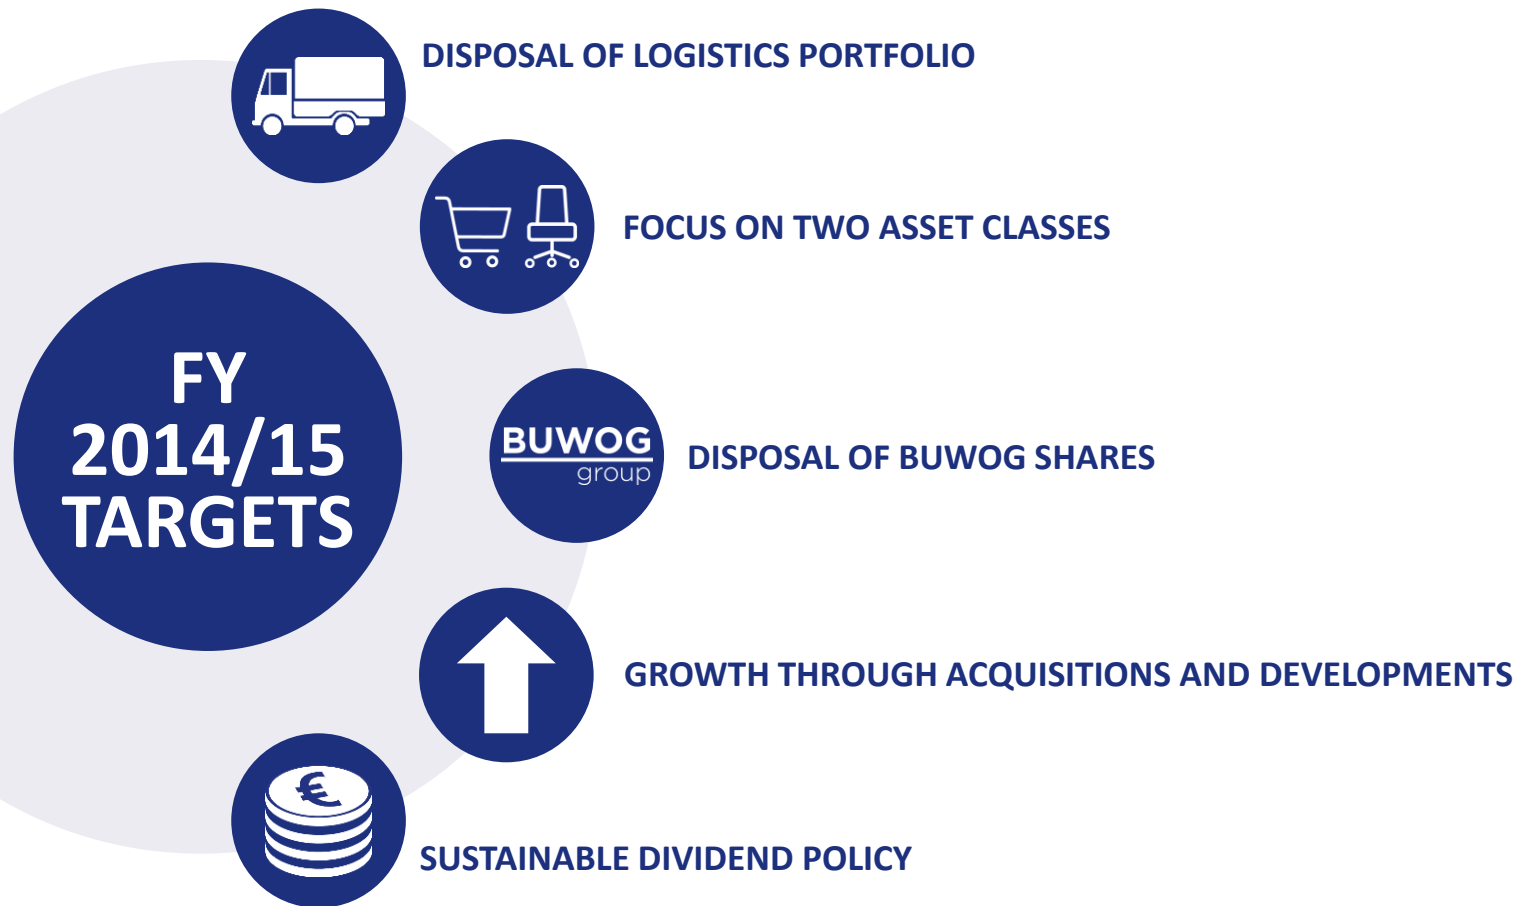 DISPOSAL OF LOGISTICS PORTFOLIO
FOCUS ON TWO ASSET CLASSES
FY
2014/15
TARGETS
BUWOG
group
DISPOSAL OF BUWOG SHARES
GROWTH THROUGH ACQUISITIONS AND DEVELOPMENTS
€
SUSTAINABLE DIVIDEND POLICY